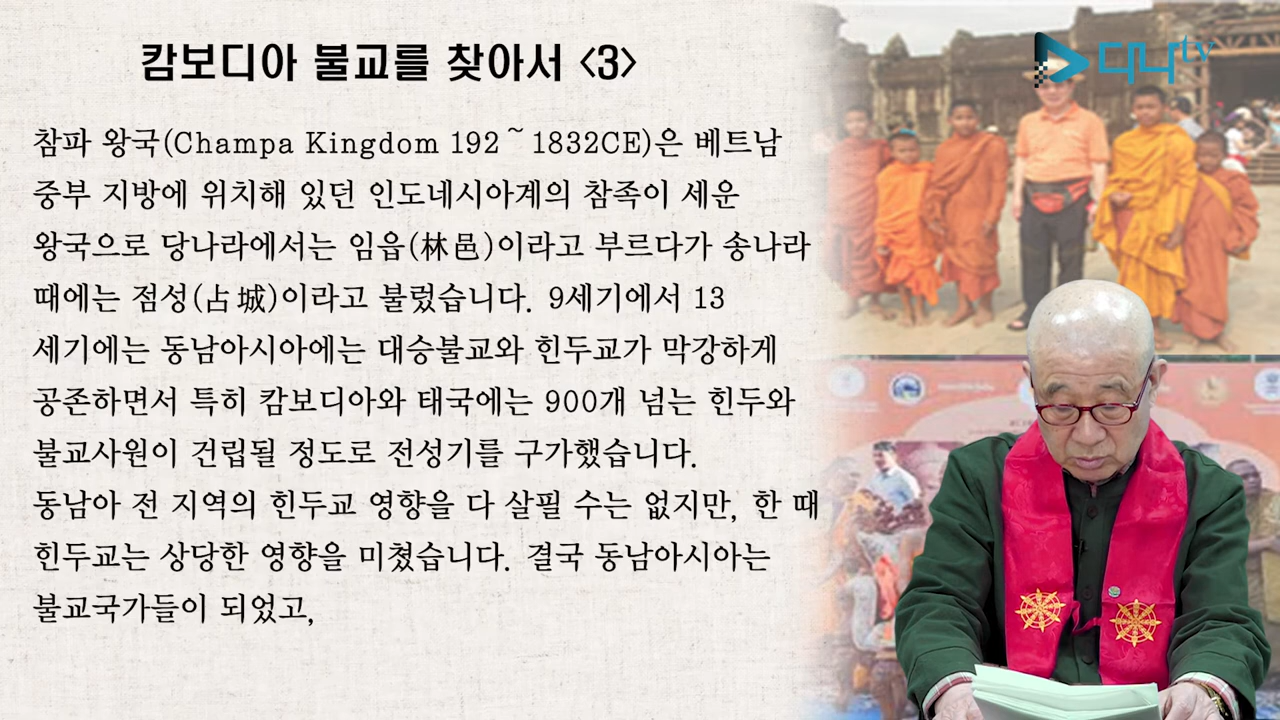 캄보디아 불교를 찾아서 <3>
다나tv
참파 왕국(Champa Kingdom 192~1832CE)은 베트남
중부 지방에 위치해 있던 인도네시아계의 참족이 세운
왕국으로 당나라에서는 임읍(林邑)이라고 부르다가 송나라
때에는 점성(占城)이라고 불렀습니다. 9세기에서 13
세기에는 동남아시아에는 대승불교와 힌두교가 막강하게
공존하면서 특히 캄보디아와 태국에는 900개 넘는 힌두와
불교사원이 건립될 정도로 전성기를 구가했습니다.
동남아 전 지역의 힌두교 영향을 다 살필 수는 없지만, 한 때
힌두교는 상당한 영향을 미쳤습니다. 결국 동남아시아는
불교국가들이 되었고,